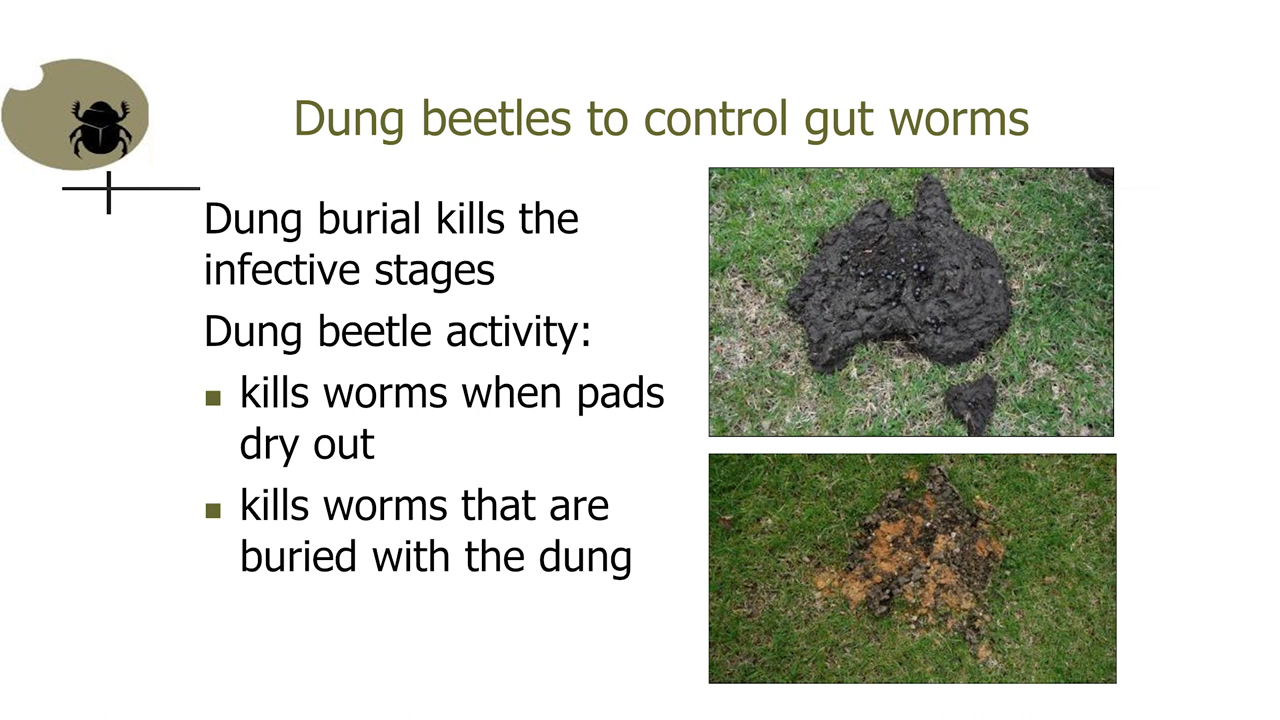 Dung beetles to control gut worms
Dung burial kills the
infective stages
Dung beetle activity:
kills worms when pads
dry out
kills worms that are
buried with the dung